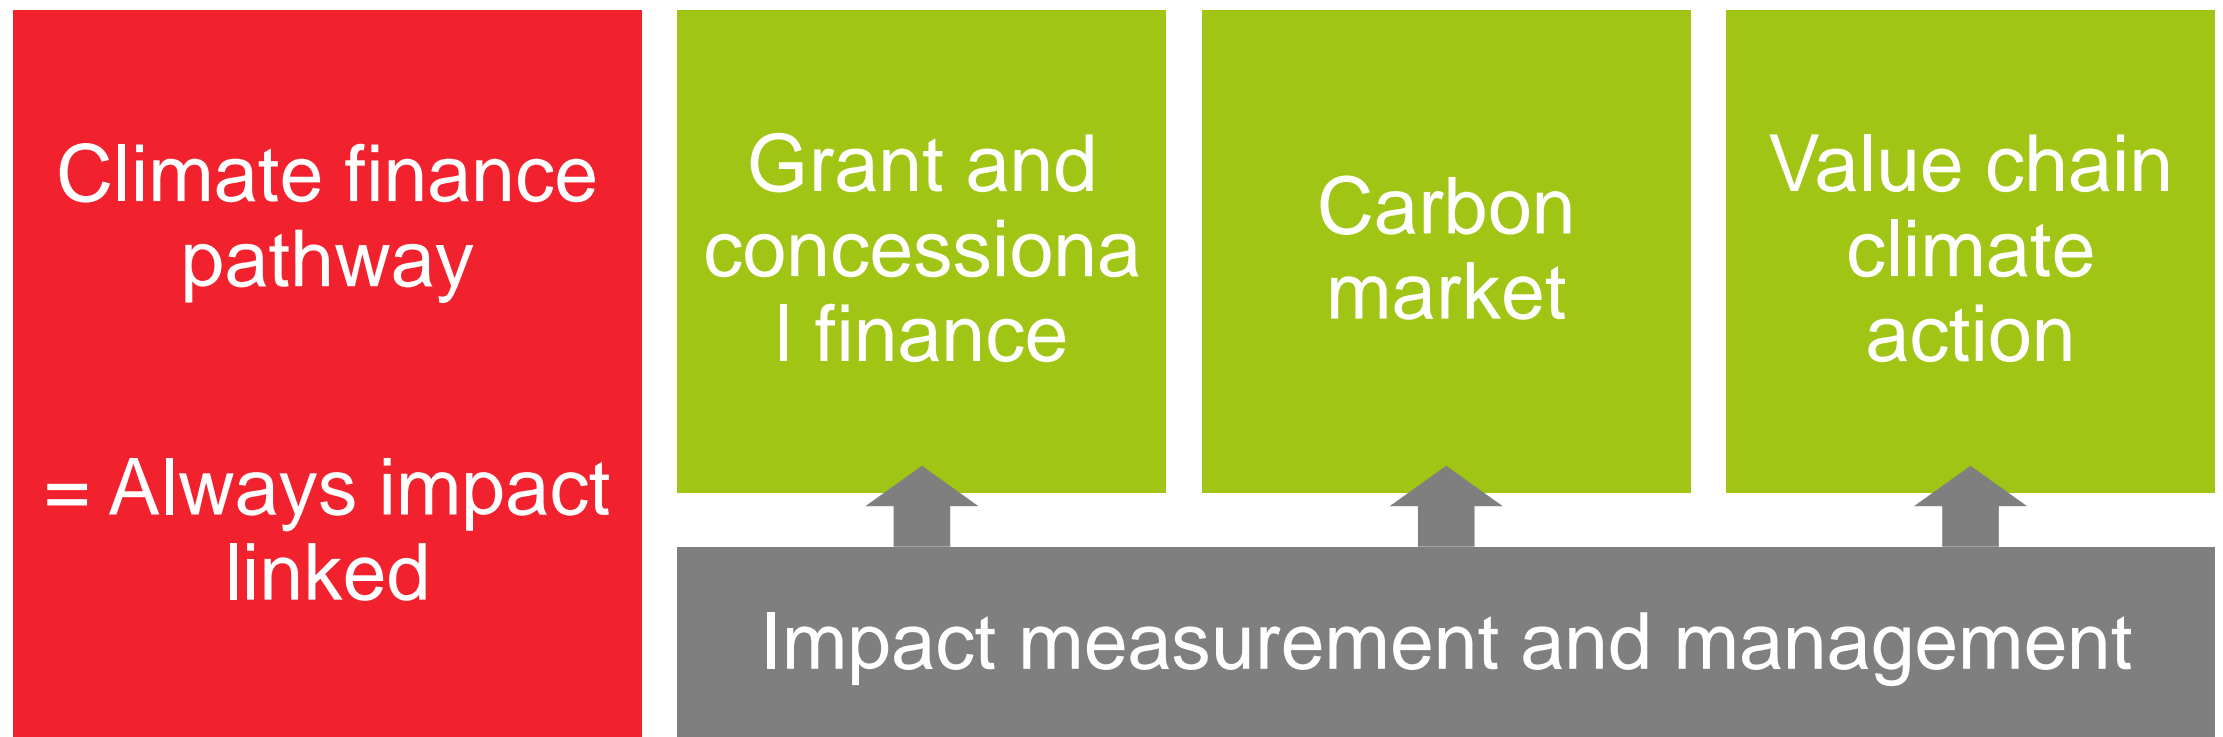 Climate finance
pathway
= Always impact
linked
Grant and
concessiona
l finance
Carbon
market
Value chain
climate
action
Impact measurement and management